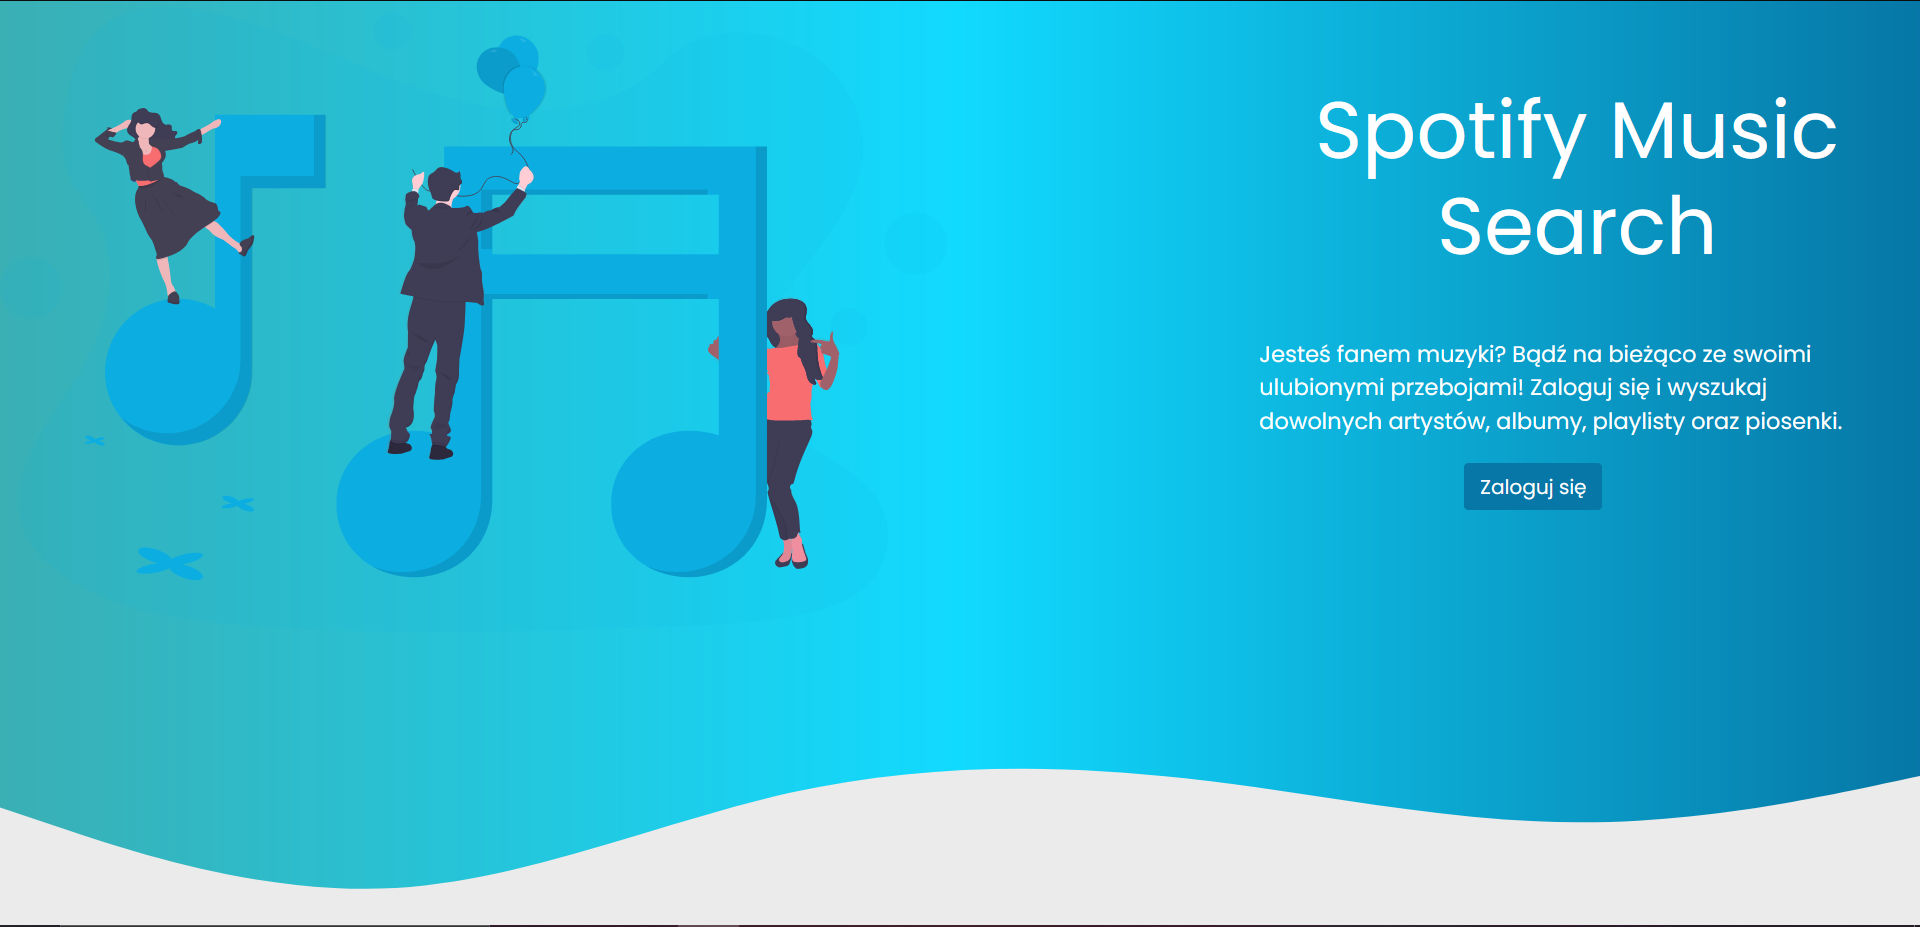 Spotify Music
Search
Jesteś fanem muzyki? Bądź na bieżąco ze swoimi
ulubionymi przebojami! Zaloguj się i wyszukaj
dowolnych artystów, albumy, playlisty oraz piosenki.
Zaloguj się